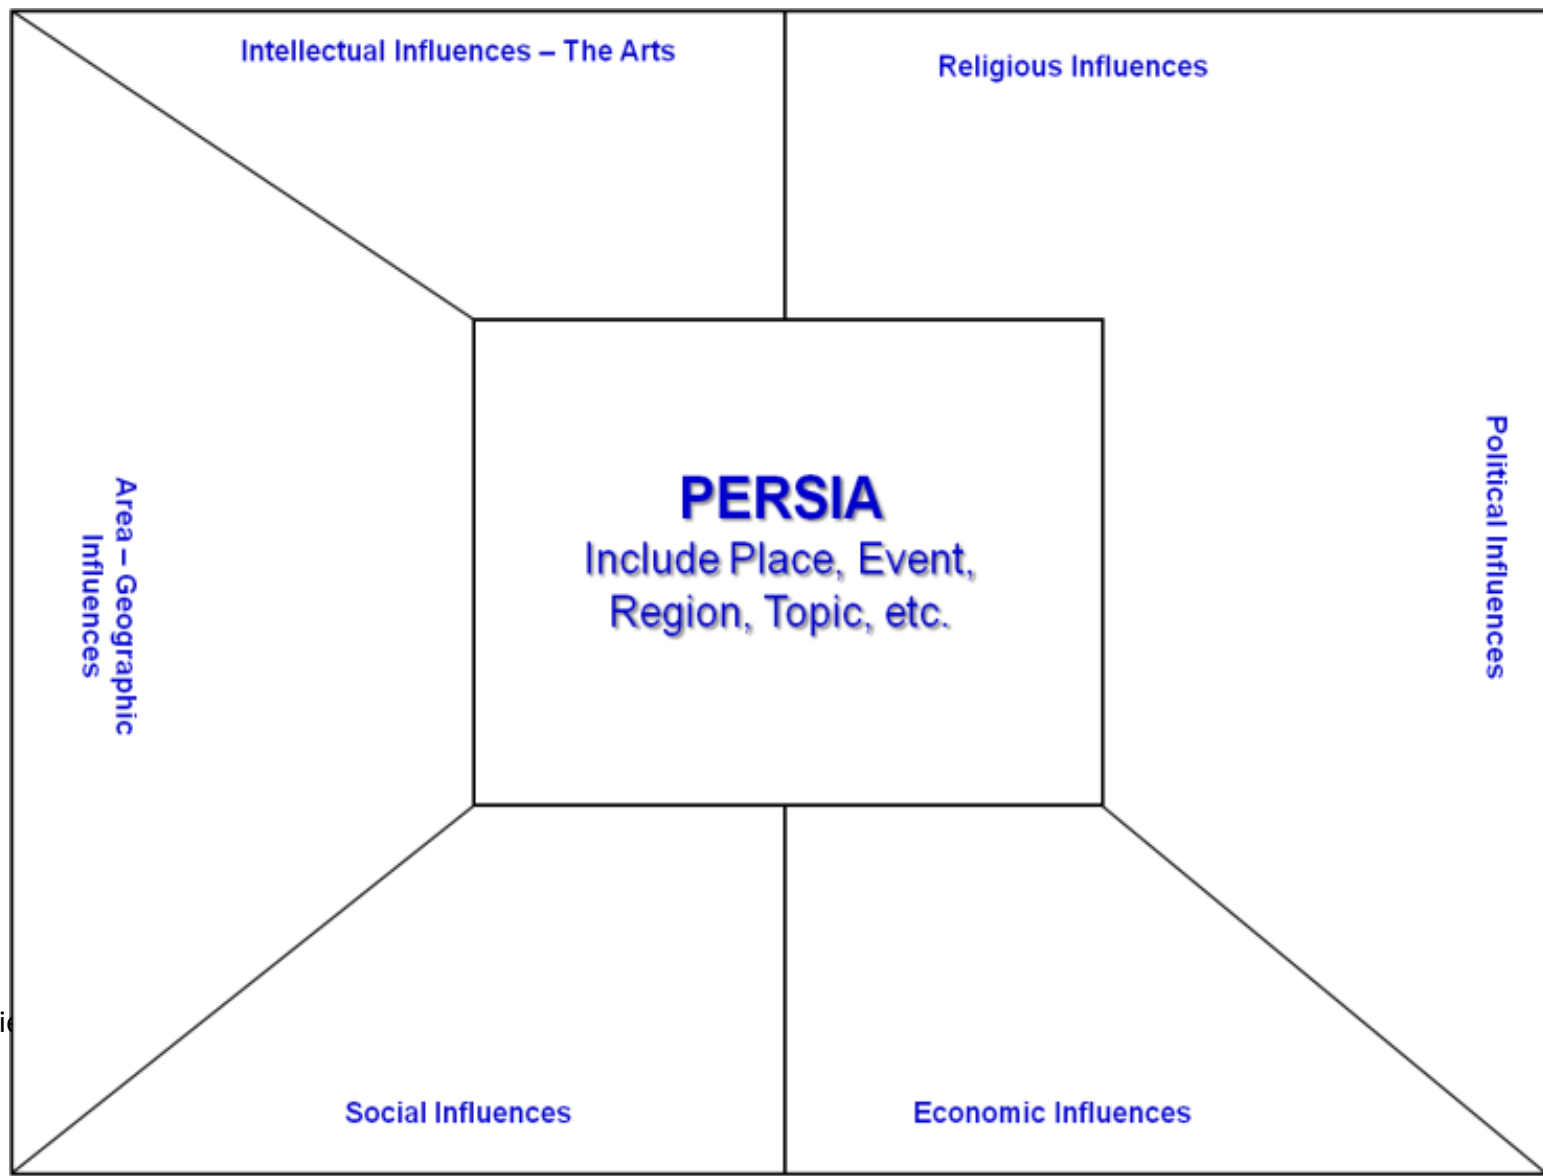 Intellectual Influences – The Arts
Religious Influences
Area – Geographic
Influences
PERSIA
Include Place, Event,
Region, Topic, etc.
Political Influences
Social Influences
Economic Influences